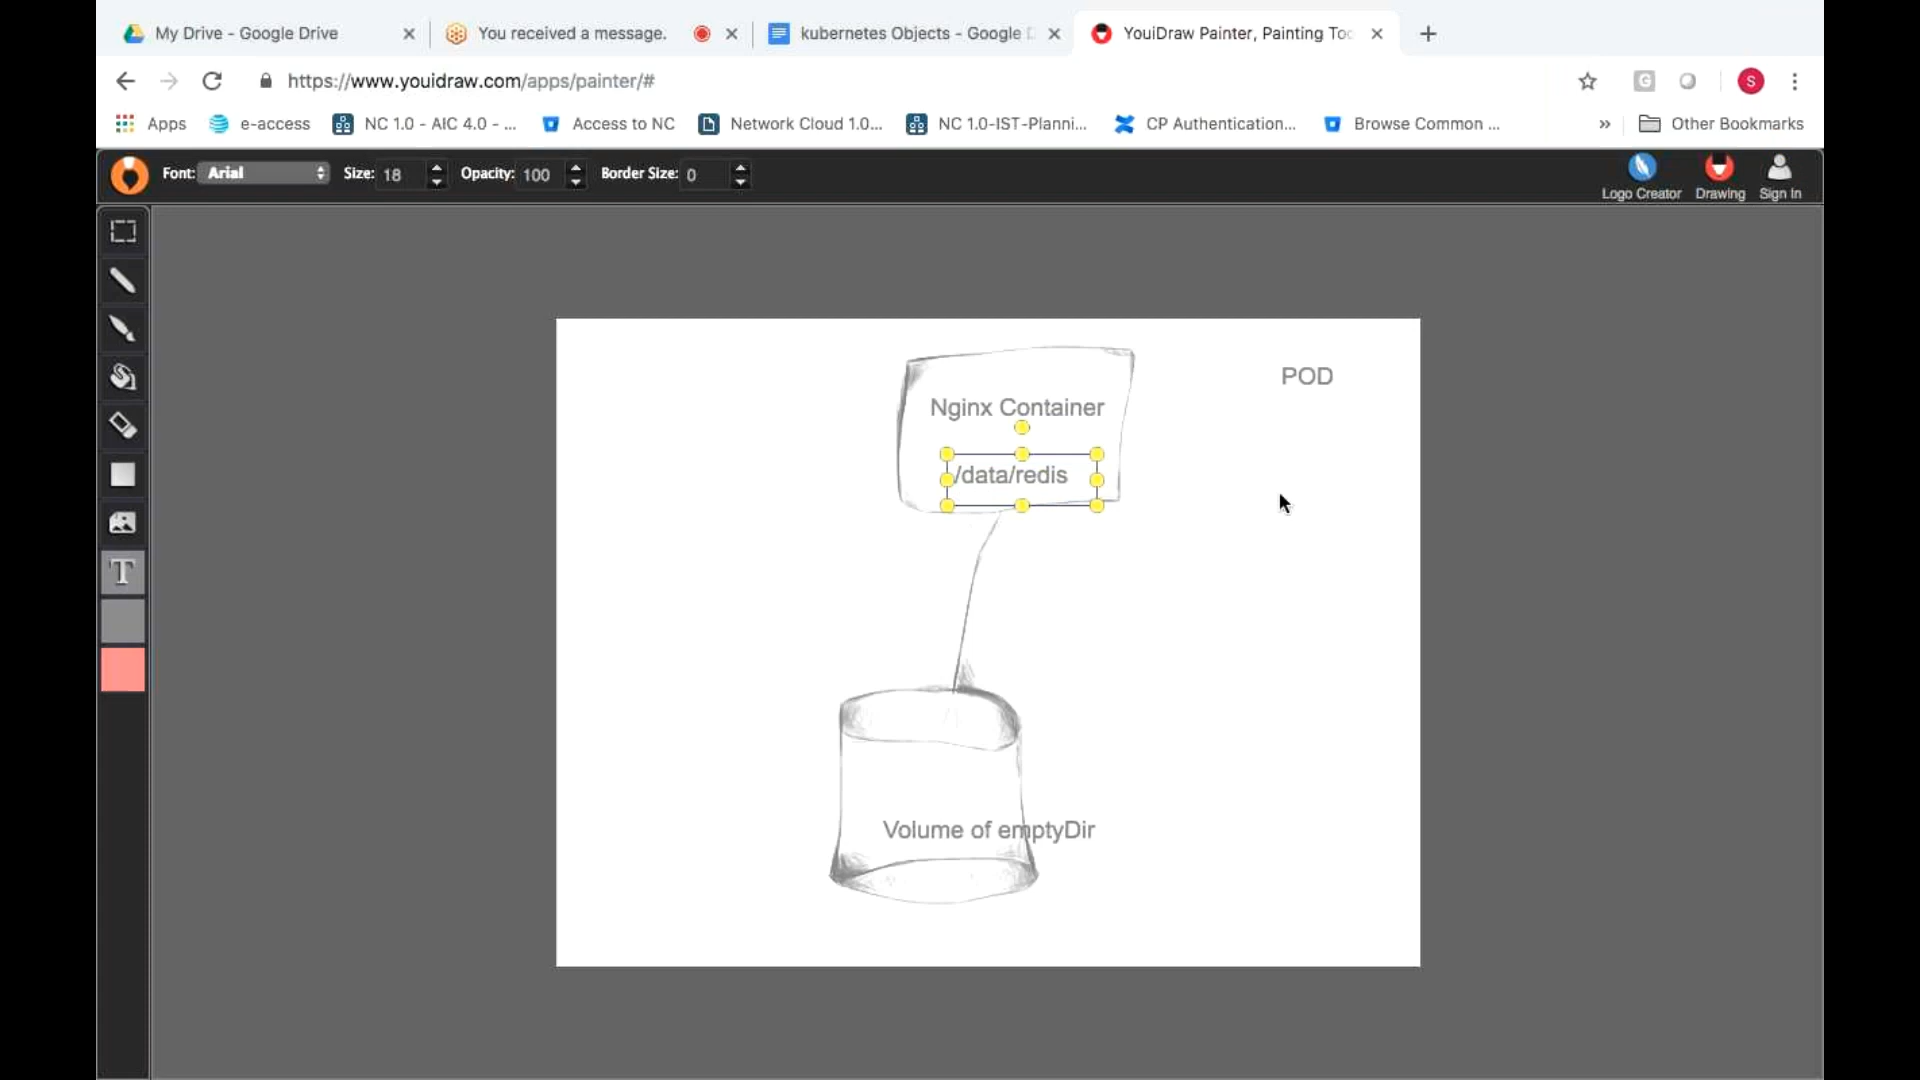 My Drive - Google Drive
You received a message.
kubernetes Objects - Google D
YouiDraw Painter, Painting Too
https://www.youidraw.com/apps/painter/#
G
S
Apps
e-access
NC 1.0 - AIC 4.0 - ...
Access to NC
Network Cloud 1.0...
NC 1.0-IST-Planni...
CP Authentication...
Browse Common ...
»
Other Bookmarks
Font: Arial
Size: 18
Opacity: 100
Border Size: 0
Logo Creator
Drawing
Sign In
T
POD
Nginx Container
/data/redis
Volume of emptyDir